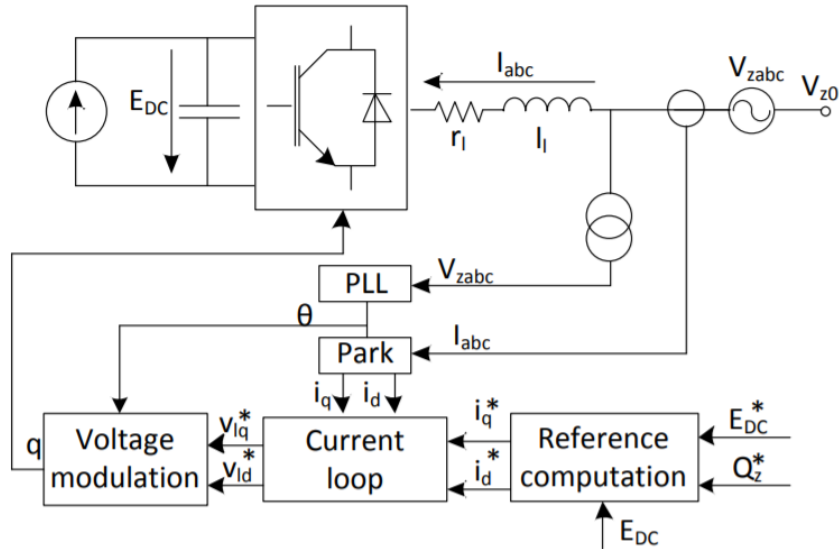 I_abc
V_zabc
V_z0
E_DC
r_l
l_l
PLL
V_zabc
θ
Park
I_abc
i_q
i_d
q
Voltage
modulation
v_lq^*
v_ld^*
Current
loop
i_q^*
i_d^*
Reference
computation
E_DC^*
Q_z^*
E_DC